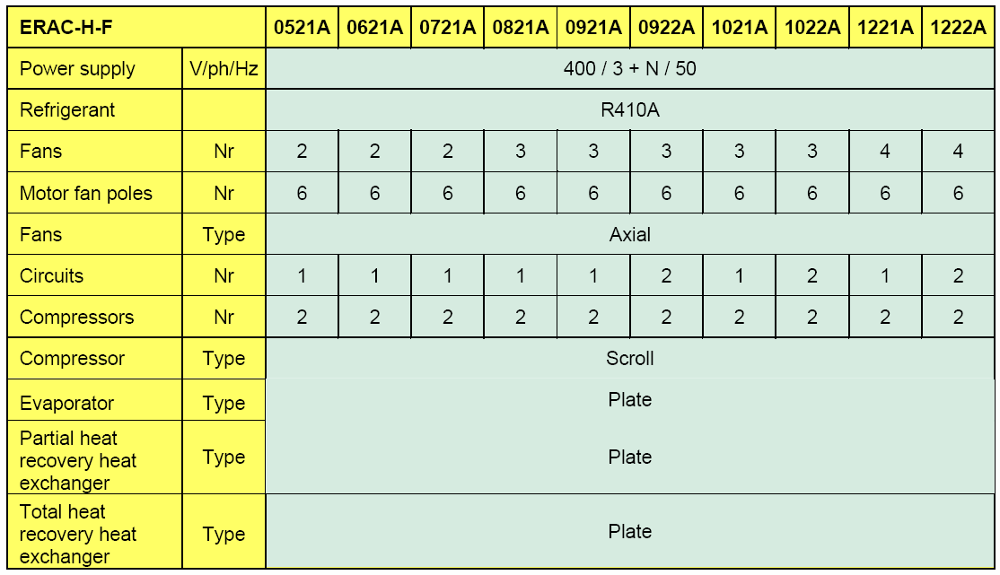 ERAC-H-F 0521A 0621A 0721A 0821A 0921A 0922A 1021A 1022A 1221A 1222A
Power supply V/ph/Hz 400 / 3 + N / 50
Refrigerant R410A
Fans Nr 2 2 2 3 3 3 3 3 4 4
Motor fan poles Nr 6 6 6 6 6 6 6 6 6 6
Fans Type Axial
Circuits Nr 1 1 1 1 1 2 1 2 1 2
Compressors Nr 2 2 2 2 2 2 2 2 2 2
Compressor Type Scroll
Evaporator Type Plate
Partial heat
recovery heat
exchanger
Type Plate
Total heat
recovery heat
exchanger
Type Plate